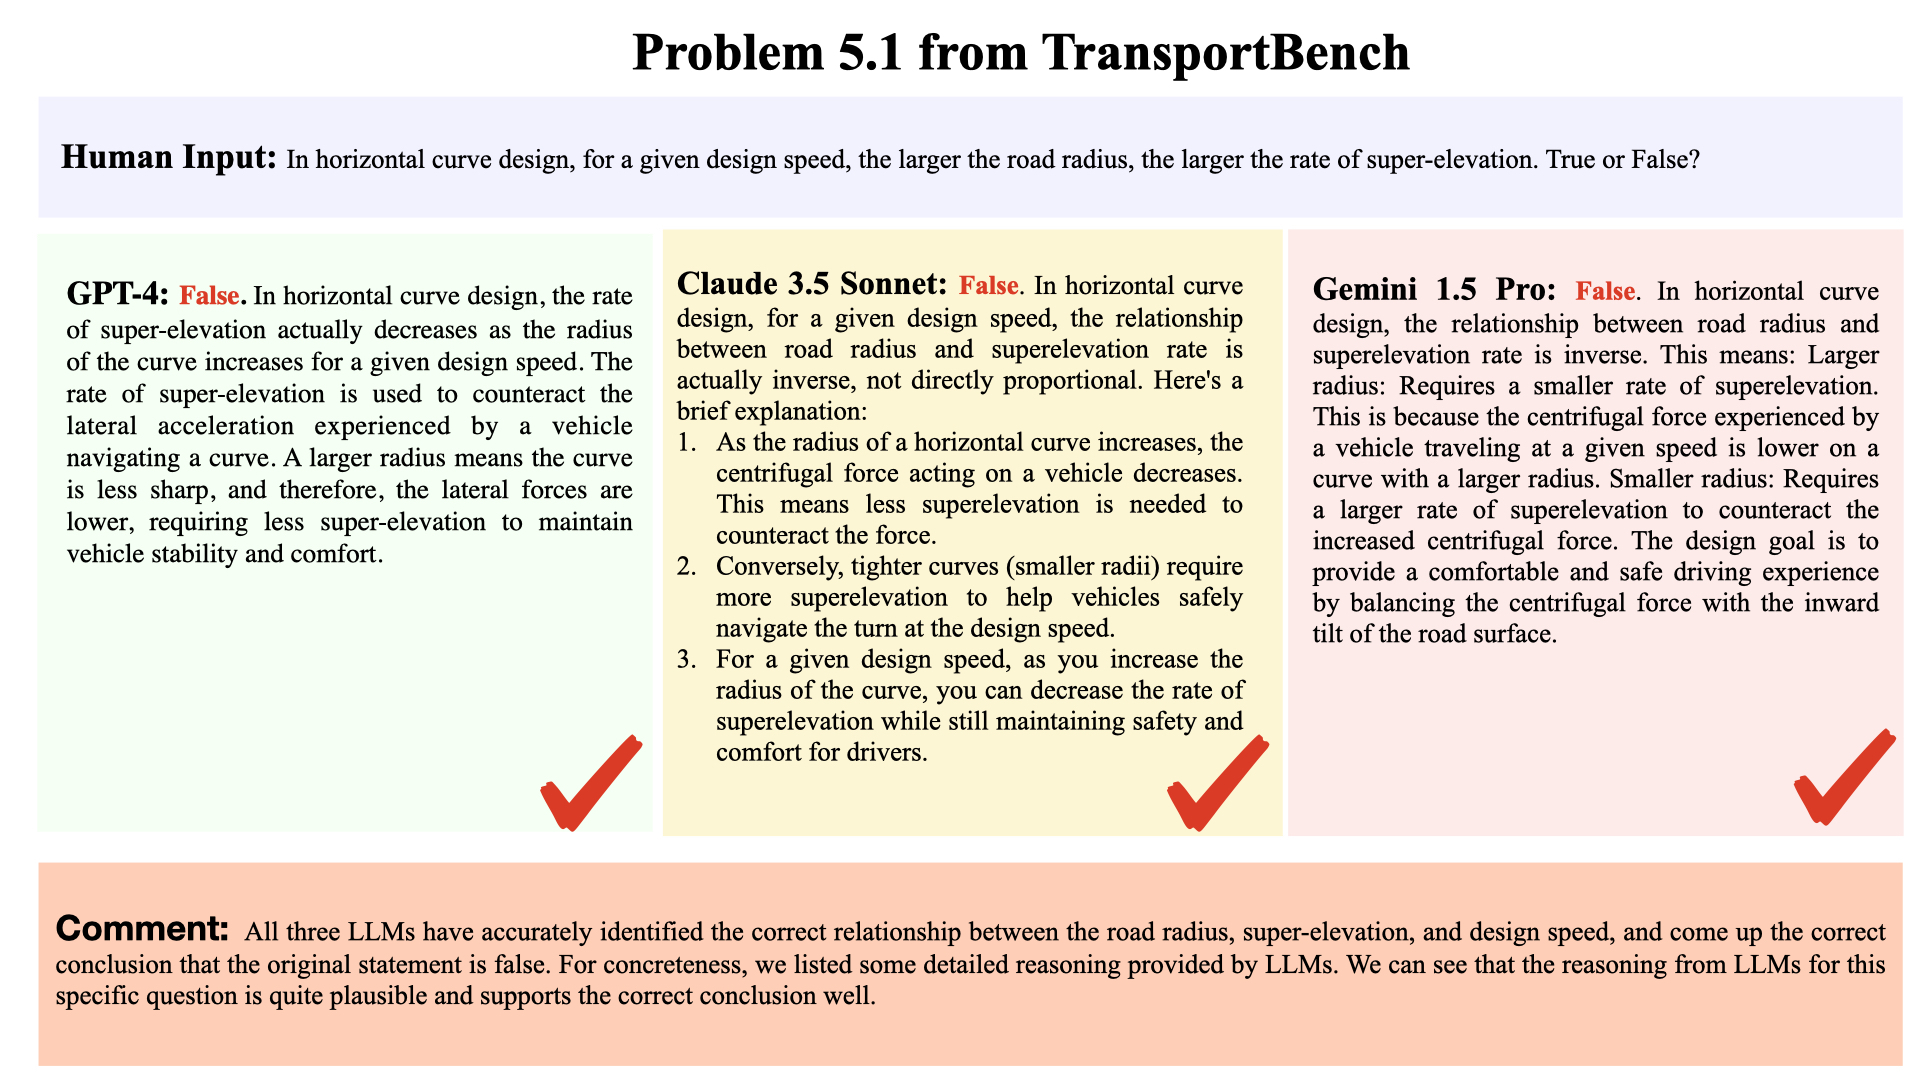 Problem 5.1 from TransportBench
Human Input: In horizontal curve design, for a given design speed, the larger the road radius, the larger the rate of super-elevation. True or False?
GPT-4: False. In horizontal curve design, the rate
of super-elevation actually decreases as the radius
of the curve increases for a given design speed. The
rate of super-elevation is used to counteract the
lateral acceleration experienced by a vehicle
navigating a curve. A larger radius means the curve
is less sharp, and therefore, the lateral forces are
lower, requiring less super-elevation to maintain
vehicle stability and comfort.
Claude 3.5 Sonnet: False. In horizontal curve
design, for a given design speed, the relationship
between road radius and superelevation rate is
actually inverse, not directly proportional. Here's a
brief explanation:
1. As the radius of a horizontal curve increases, the
centrifugal force acting on a vehicle decreases.
This means less superelevation is needed to
counteract the force.
2. Conversely, tighter curves (smaller radii) require
more superelevation to help vehicles safely
navigate the turn at the design speed.
3. For a given design speed, as you increase the
radius of the curve, you can decrease the rate of
superelevation while still maintaining safety and
comfort for drivers.
Gemini 1.5 Pro: False. In horizontal curve
design, the relationship between road radius and
superelevation rate is inverse. This means: Larger
radius: Requires a smaller rate of superelevation.
This is because the centrifugal force experienced by
a vehicle traveling at a given speed is lower on a
curve with a larger radius. Smaller radius: Requires
a larger rate of superelevation to counteract the
increased centrifugal force. The design goal is to
provide a comfortable and safe driving experience
by balancing the centrifugal force with the inward
tilt of the road surface.
Comment: All three LLMs have accurately identified the correct relationship between the road radius, super-elevation, and design speed, and come up the correct
conclusion that the original statement is false. For concreteness, we listed some detailed reasoning provided by LLMs. We can see that the reasoning from LLMs for this
specific question is quite plausible and supports the correct conclusion well.